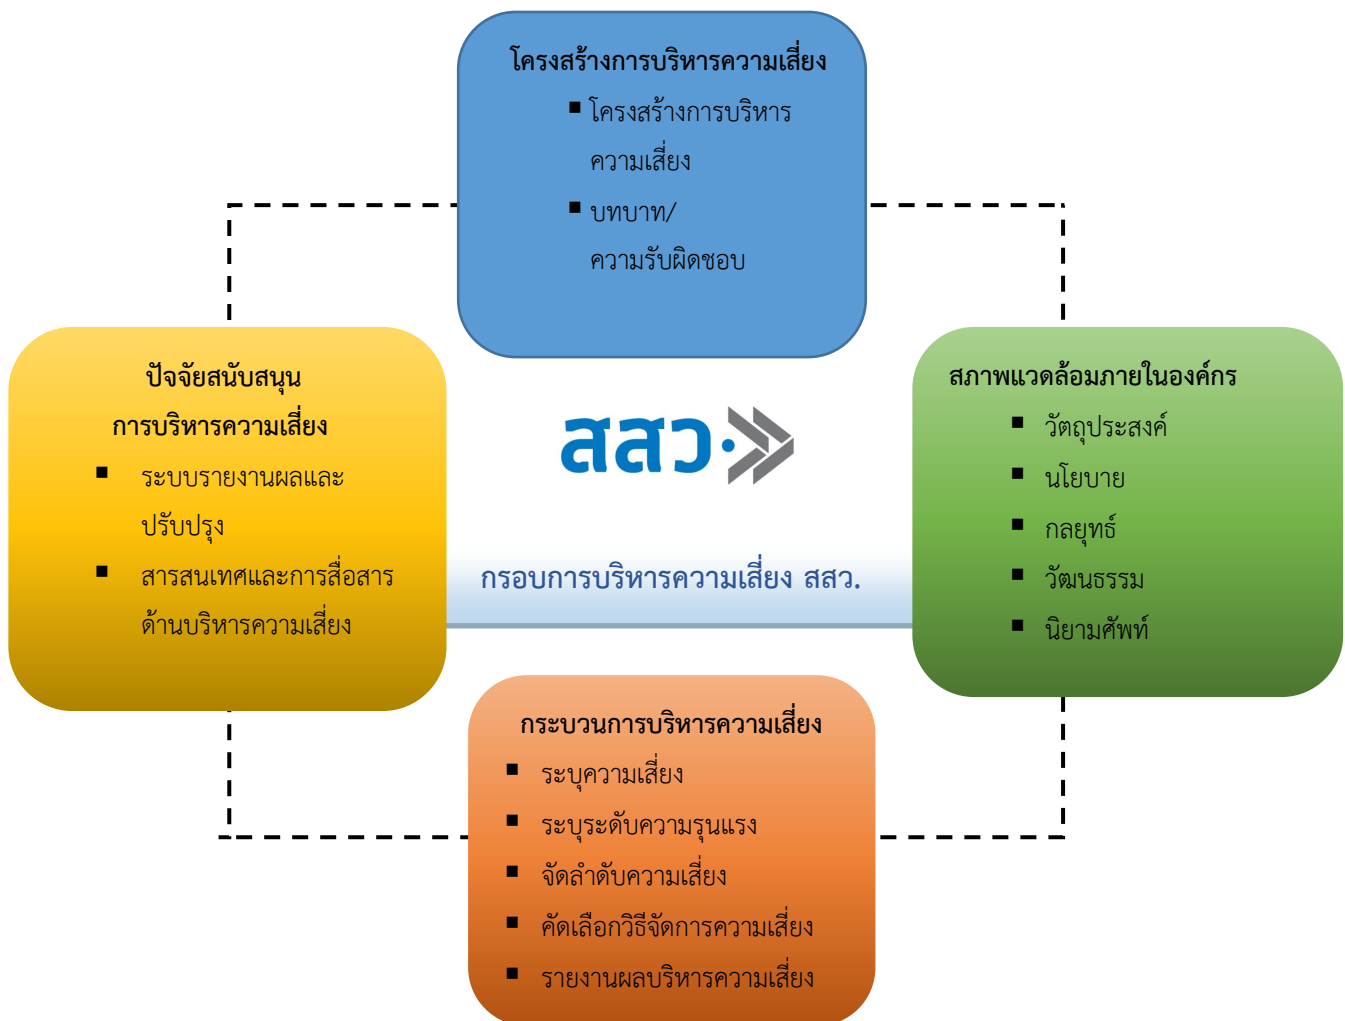 โครงสร้างการบริหารความเสี่ยง
▪ โครงสร้างการบริหาร
ความเสี่ยง
▪ บทบาท/
ความรับผิดชอบ
ปัจจัยสนับสนุน
การบริหารความเสี่ยง
▪ ระบบรายงานผลและ
ปรับปรุง
▪ สารสนเทศและการสื่อสาร
ด้านบริหารความเสี่ยง
สสว.
กรอบการบริหารความเสี่ยง สสว.
สภาพแวดล้อมภายในองค์กร
▪ วัตถุประสงค์
▪ นโยบาย
▪ กลยุทธ์
▪ วัฒนธรรม
▪ นิยามศัพท์
กระบวนการบริหารความเสี่ยง
▪ ระบุความเสี่ยง
▪ ระบุระดับความรุนแรง
▪ จัดลำดับความเสี่ยง
▪ คัดเลือกวิธีจัดการความเสี่ยง
▪ รายงานผลบริหารความเสี่ยง